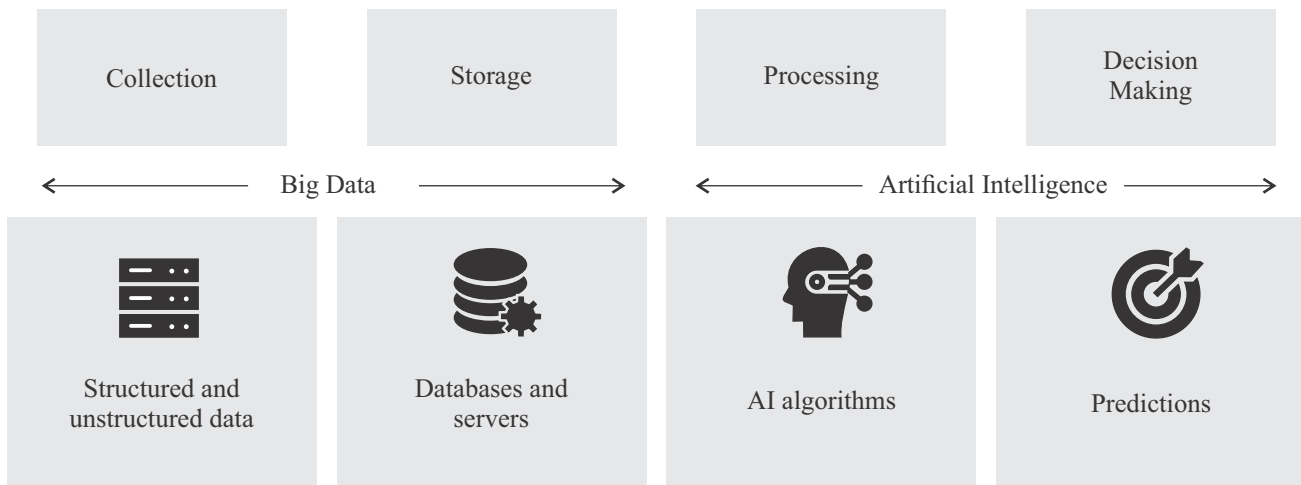 Collection
Storage
Processing
Decision
Making
Big Data
Artificial Intelligence
Structured and
unstructured data
Databases and
servers
AI algorithms
Predictions